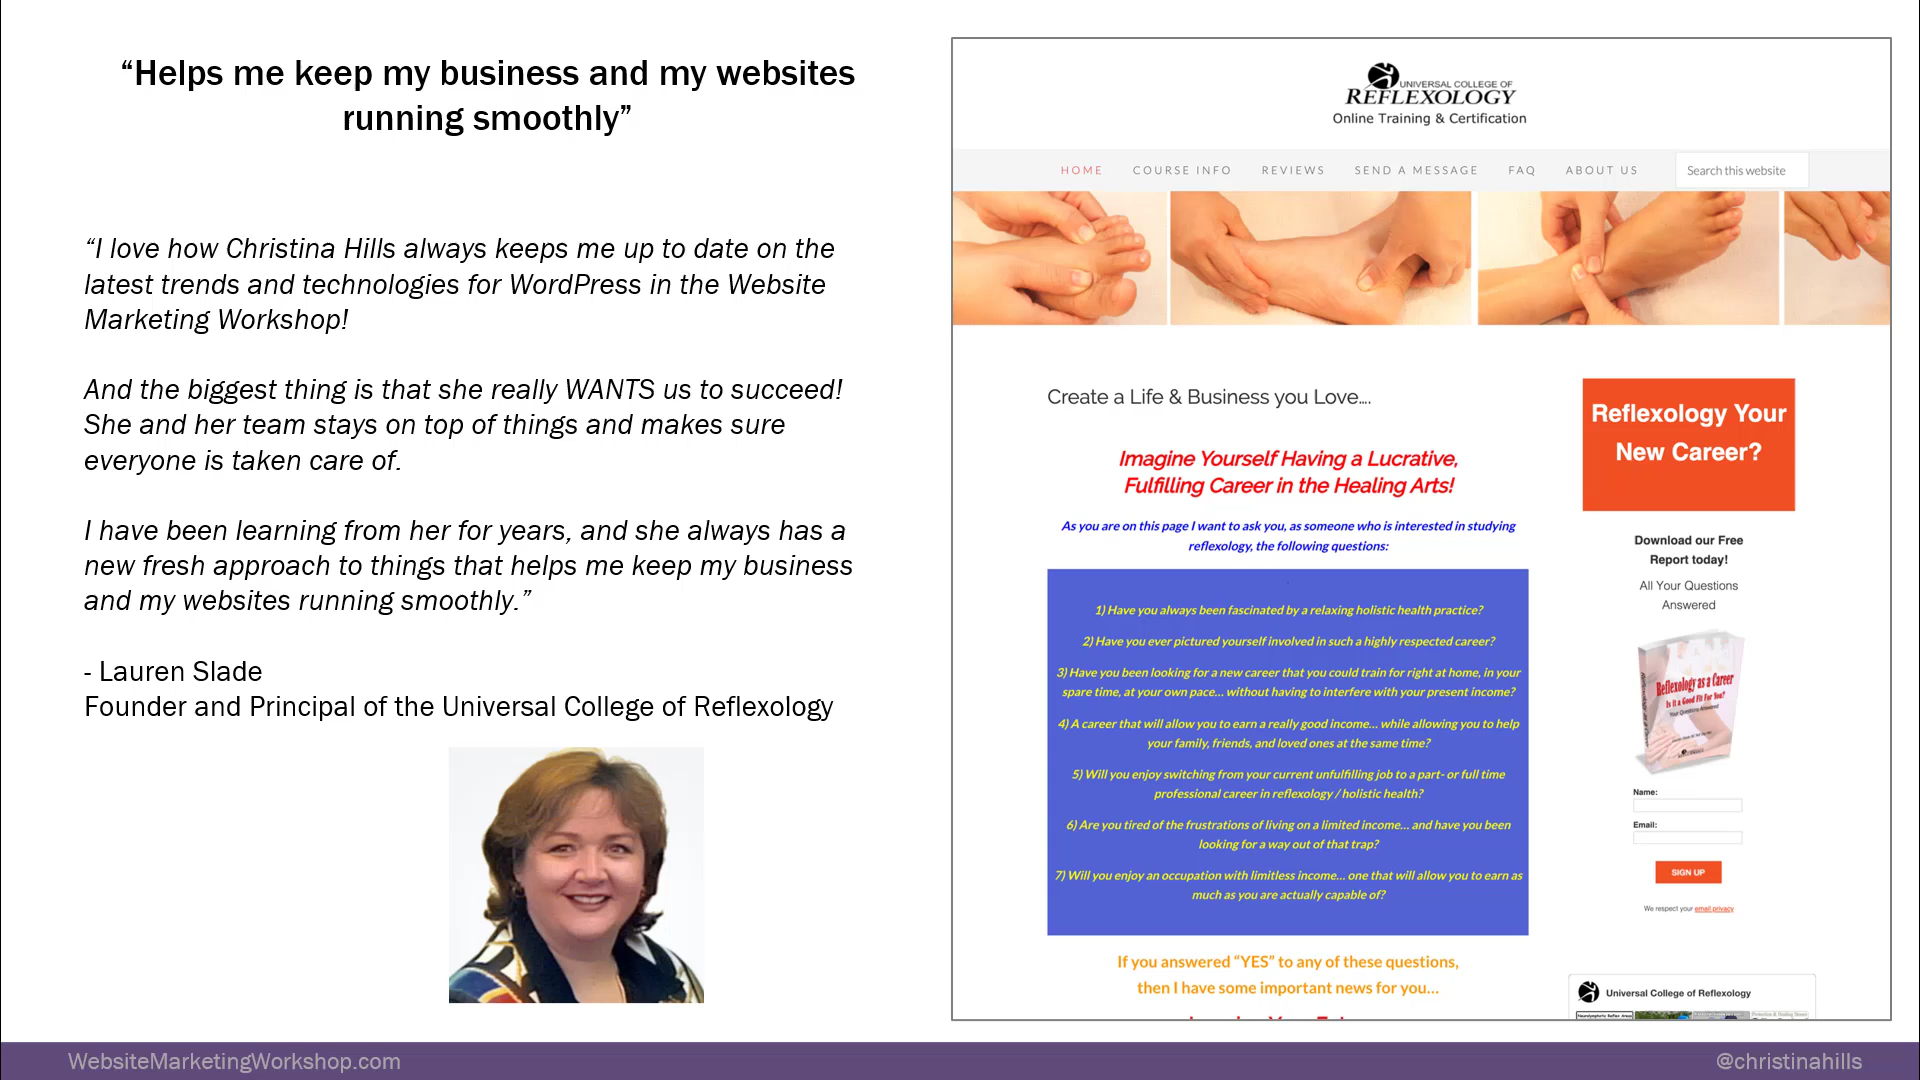 “Helps me keep my business and my websites
running smoothly”
“I love how Christina Hills always keeps me up to date on the
latest trends and technologies for WordPress in the Website
Marketing Workshop!
And the biggest thing is that she really WANTS us to succeed!
She and her team stays on top of things and makes sure
everyone is taken care of.
I have been learning from her for years, and she always has a
new fresh approach to things that helps me keep my business
and my websites running smoothly.”
- Lauren Slade
Founder and Principal of the Universal College of Reflexology
UNIVERSAL COLLEGE OF
REFLEXOLOGY
Online Training & Certification
HOME COURSE INFO REVIEWS SEND A MESSAGE FAQ ABOUT US Search this website
Create a Life & Business you Love....
Imagine Yourself Having a Lucrative,
Fulfilling Career in the Healing Arts!
As you are on this page I want to ask you, as someone who is interested in studying
reflexology, the following questions:
1) Have you always been fascinated by a relaxing holistic health practice?
2) Have you ever pictured yourself involved in such a highly respected career?
3) Have you been looking for a new career that you could train for right at home, in your
spare time, at your own pace... without having to interfere with your present income?
4) A career that will allow you to earn a really good income... while allowing you to help
your family, friends, and loved ones at the same time?
5) Will you enjoy switching from your current unfulfilling job to a part- or full time
professional career in reflexology / holistic health?
6) Are you tired of the frustrations of living on a limited income... and have you been
looking for a way out of that trap?
7) Will you enjoy an occupation with limitless income... one that will allow you to earn as
much as you are actually capable of?
If you answered “YES” to any of these questions,
then I have some important news for you...
Reflexology Your
New Career?
Download our Free
Report today!
All Your Questions
Answered
Reflexology as a Career
Is it a Good Fit For You?
Your Questions Answered
Name:
Email:
SIGN UP
We respect your email privacy
Universal College of Reflexology
WebsiteMarketingWorkshop.com
@christinahills